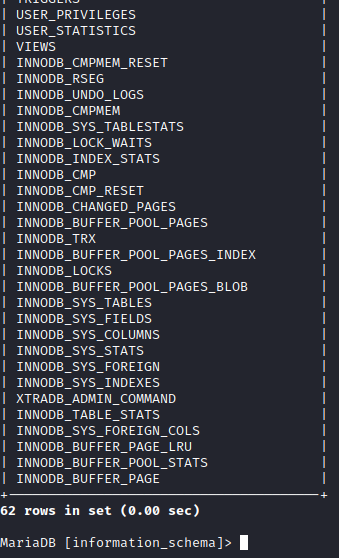 TRIGGERS
| USER_PRIVILEGES |
| USER_STATISTICS |
| VIEWS |
| INNODB_CMPMEM_RESET |
| INNODB_RSEG |
| INNODB_UNDO_LOGS |
| INNODB_CMPMEM |
| INNODB_SYS_TABLESTATS |
| INNODB_LOCK_WAITS |
| INNODB_INDEX_STATS |
| INNODB_CMP |
| INNODB_CMP_RESET |
| INNODB_CHANGED_PAGES |
| INNODB_BUFFER_POOL_PAGES |
| INNODB_TRX |
| INNODB_BUFFER_POOL_PAGES_INDEX |
| INNODB_LOCKS |
| INNODB_BUFFER_POOL_PAGES_BLOB |
| INNODB_SYS_TABLES |
| INNODB_SYS_FIELDS |
| INNODB_SYS_COLUMNS |
| INNODB_SYS_STATS |
| INNODB_SYS_FOREIGN |
| INNODB_SYS_INDEXES |
| XTRADB_ADMIN_COMMAND |
| INNODB_TABLE_STATS |
| INNODB_SYS_FOREIGN_COLS |
| INNODB_BUFFER_PAGE_LRU |
| INNODB_BUFFER_POOL_STATS |
| INNODB_BUFFER_PAGE |
+---------------------------------------+
62 rows in set (0.00 sec)
MariaDB [information_schema]>